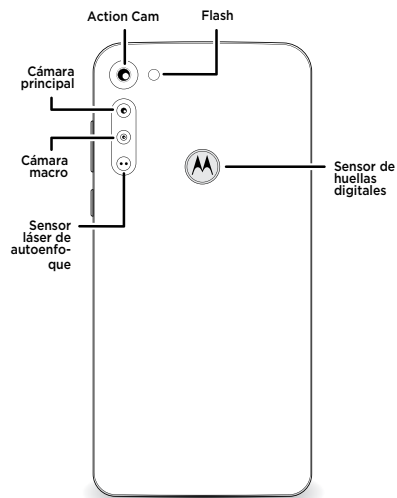 Action Cam
Flash
Cámara
principal
Cámara
macro
Sensor
láser de
autoenfo-
que
Sensor de
huellas
digitales